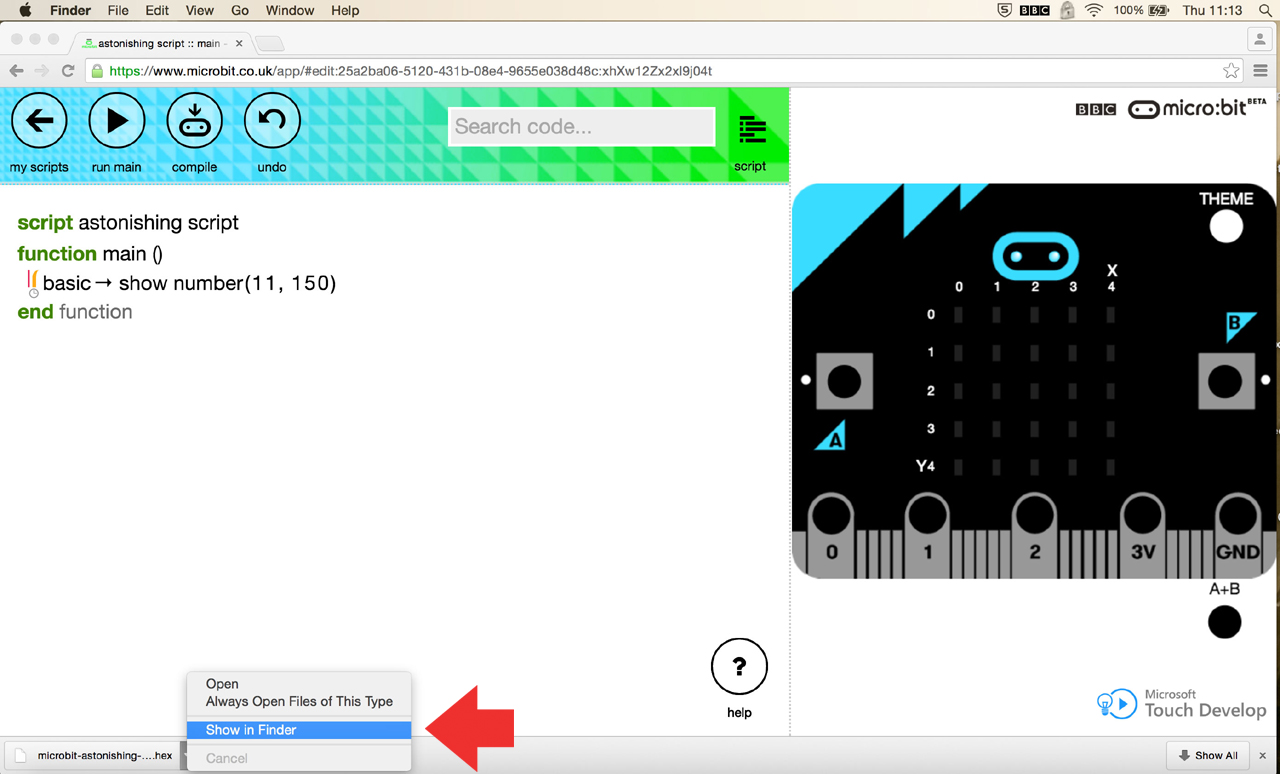 Finder File Edit View Go Window Help
5 BBC 100% Thu 11:13
astonishing script :: main -
https://www.microbit.co.uk/app/#edit:25a2ba06-5120-431b-08e4-9655e038d48c:xhXw12Zx2xl9j04t
Search code...
my scripts run main compile undo script
script astonishing script
function main ()
basic → show number(11, 150)
end function
?
help
BBC micro:bit BETA
THEME
X
0 1 2 3 4
0
B
1
2
3
A
Y4
0 1 2 3V GND
A+B
Microsoft
Touch Develop
Open
Always Open Files of This Type
Show in Finder
Cancel
microbit-astonishing-....hex
Show All